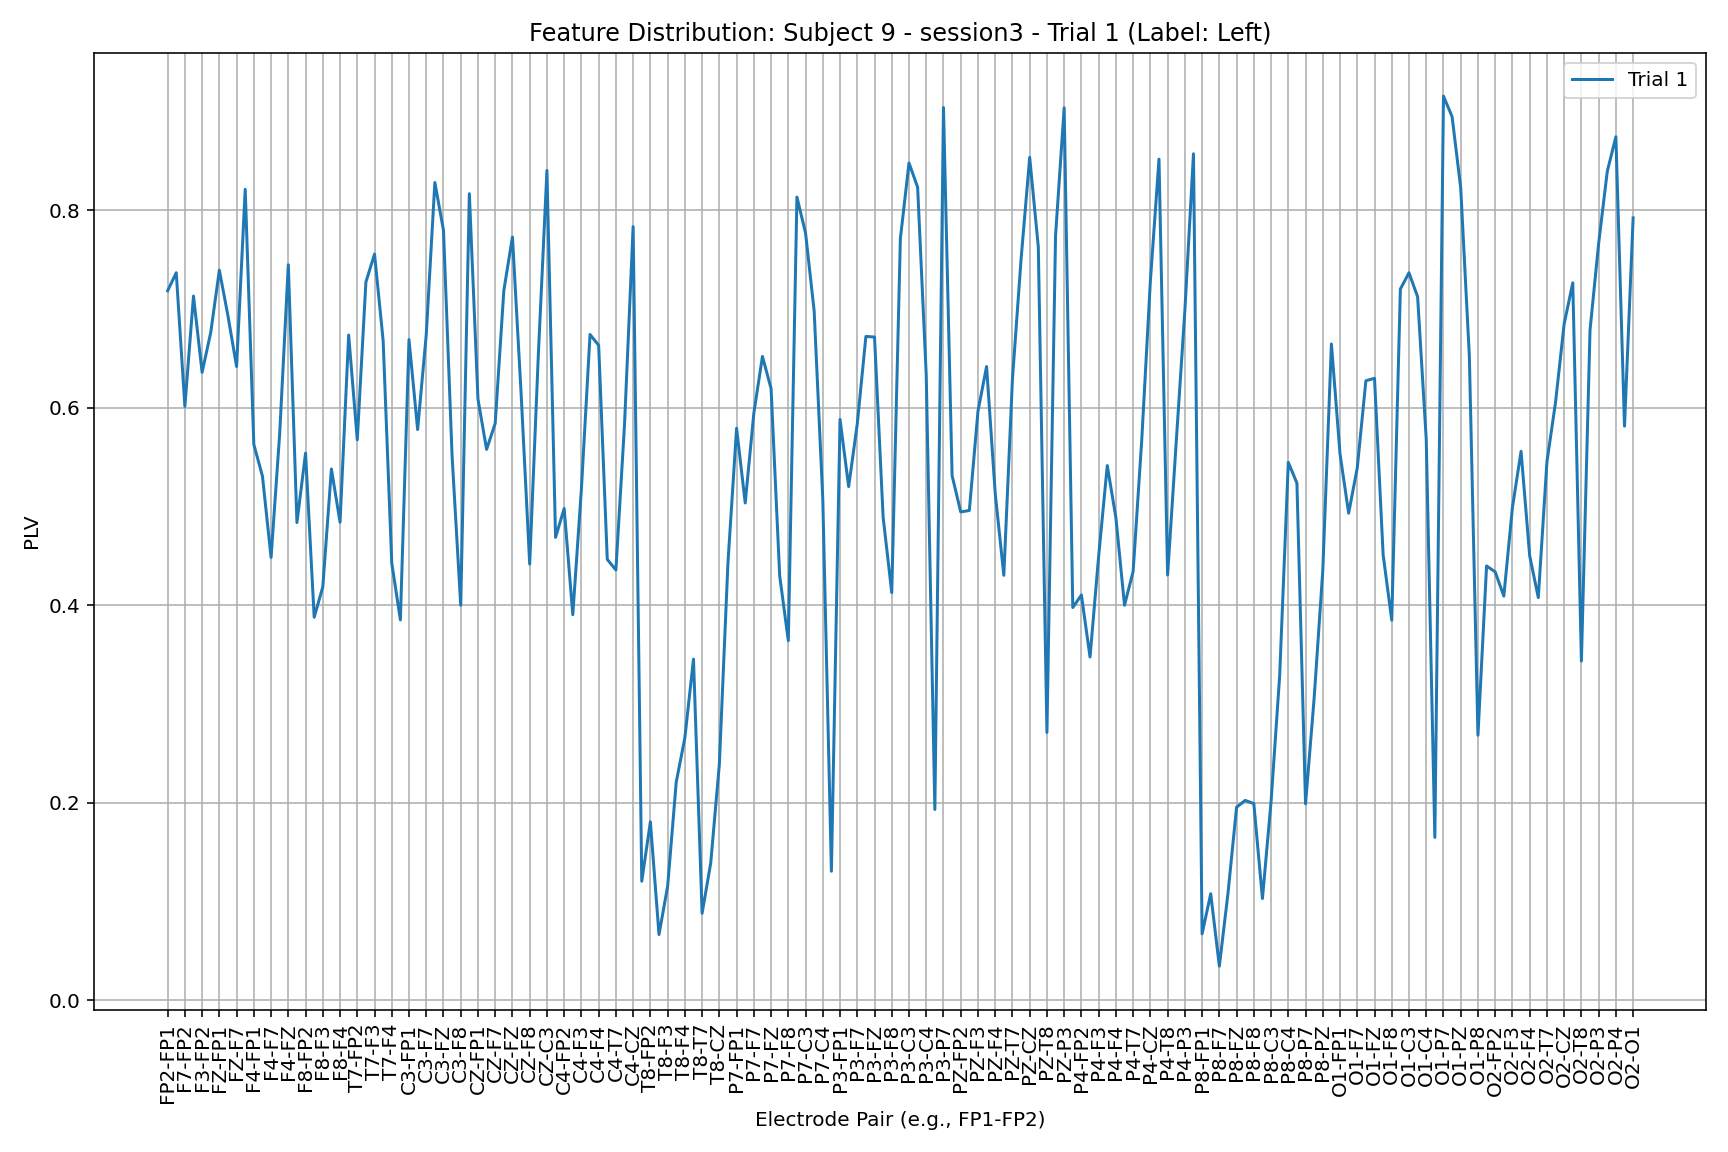 Feature Distribution: Subject 9 - session3 - Trial 1 (Label: Left)
Trial 1
PLV
0.8
0.6
0.4
0.2
0.0
FP2-FP1
F7-FP2
F3-FP2
FZ-FP1
FZ-F7
F4-FP1
F4-F7
F4-FZ
F8-FP2
F8-F3
F8-F4
T7-FP2
T7-F3
T7-F4
C3-FP1
C3-F7
C3-FZ
C3-F8
CZ-FP1
CZ-F7
CZ-FZ
CZ-F8
CZ-C3
C4-FP2
C4-F3
C4-F4
C4-T7
C4-CZ
T8-FP2
T8-F3
T8-F4
T8-T7
T8-CZ
P7-FP1
P7-F7
P7-FZ
P7-F8
P7-C3
P7-C4
P3-FP1
P3-F7
P3-FZ
P3-F8
P3-C3
P3-C4
P3-P7
PZ-FP2
PZ-F3
PZ-F4
PZ-T7
PZ-CZ
PZ-T8
PZ-P3
P4-FP2
P4-F3
P4-F4
P4-T7
P4-CZ
P4-T8
P4-P3
P8-FP1
P8-F7
P8-FZ
P8-F8
P8-C3
P8-C4
P8-P7
P8-PZ
O1-FP1
O1-F7
O1-FZ
O1-F8
O1-C3
O1-C4
O1-P7
O1-PZ
O1-P8
O2-FP2
O2-F3
O2-F4
O2-T7
O2-CZ
O2-T8
O2-P3
O2-P4
O2-O1
Electrode Pair (e.g., FP1-FP2)